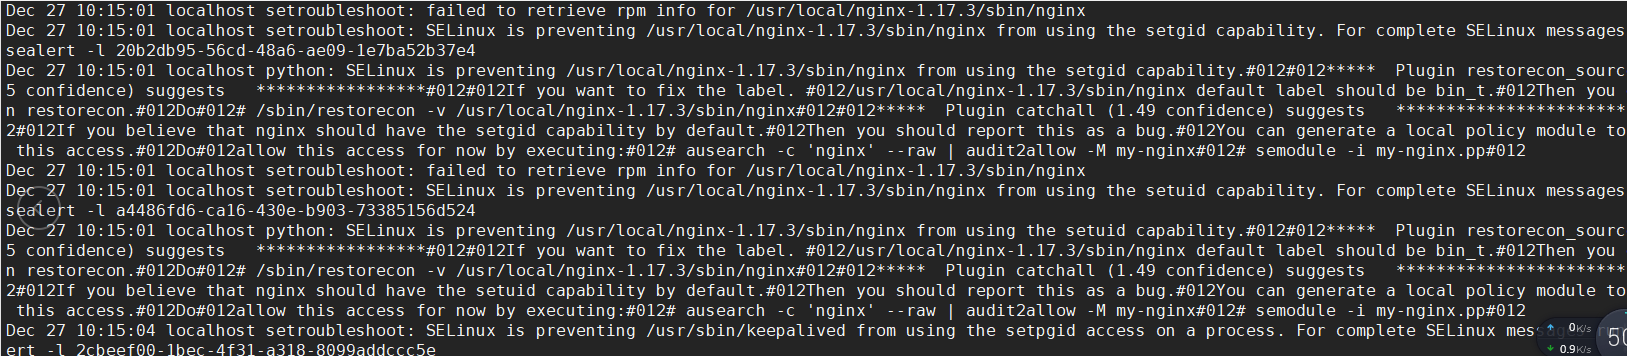 Dec 27 10:15:01 localhost setroubleshoot: failed to retrieve rpm info for /usr/local/nginx-1.17.3/sbin/nginx
Dec 27 10:15:01 localhost setroubleshoot: SELinux is preventing /usr/local/nginx-1.17.3/sbin/nginx from using the setgid capability. For complete SELinux messages
sealert -l 20b2db95-56cd-48a6-ae09-1e7ba52b37e4
Dec 27 10:15:01 localhost python: SELinux is preventing /usr/local/nginx-1.17.3/sbin/nginx from using the setgid capability.#012#012*****  Plugin restorecon_sourc
5 confidence) suggests   *****************#012#012If you want to fix the label. #012/usr/local/nginx-1.17.3/sbin/nginx default label should be bin_t.#012Then you
n restorecon.#012Do#012# /sbin/restorecon -v /usr/local/nginx-1.17.3/sbin/nginx#012#012*****  Plugin catchall (1.49 confidence) suggests   ***********************
2#012If you believe that nginx should have the setgid capability by default.#012Then you should report this as a bug.#012You can generate a local policy module to
this access.#012Do#012allow this access for now by executing:#012# ausearch -c 'nginx' --raw | audit2allow -M my-nginx#012# semodule -i my-nginx.pp#012
Dec 27 10:15:01 localhost setroubleshoot: failed to retrieve rpm info for /usr/local/nginx-1.17.3/sbin/nginx
Dec 27 10:15:01 localhost setroubleshoot: SELinux is preventing /usr/local/nginx-1.17.3/sbin/nginx from using the setuid capability. For complete SELinux messages
sealert -l a4486fd6-ca16-430e-b903-73385156d524
Dec 27 10:15:01 localhost python: SELinux is preventing /usr/local/nginx-1.17.3/sbin/nginx from using the setuid capability.#012#012*****  Plugin restorecon_sourc
5 confidence) suggests   *****************#012#012If you want to fix the label. #012/usr/local/nginx-1.17.3/sbin/nginx default label should be bin_t.#012Then you
n restorecon.#012Do#012# /sbin/restorecon -v /usr/local/nginx-1.17.3/sbin/nginx#012#012*****  Plugin catchall (1.49 confidence) suggests   ***********************
2#012If you believe that nginx should have the setuid capability by default.#012Then you should report this as a bug.#012You can generate a local policy module to
this access.#012Do#012allow this access for now by executing:#012# ausearch -c 'nginx' --raw | audit2allow -M my-nginx#012# semodule -i my-nginx.pp#012
Dec 27 10:15:04 localhost setroubleshoot: SELinux is preventing /usr/sbin/keepalived from using the setpgid access on a process. For complete SELinux
ert -l 2cbeef00-1bec-4f31-a318-8099addccc5e
0K/s
0.9K/s
50